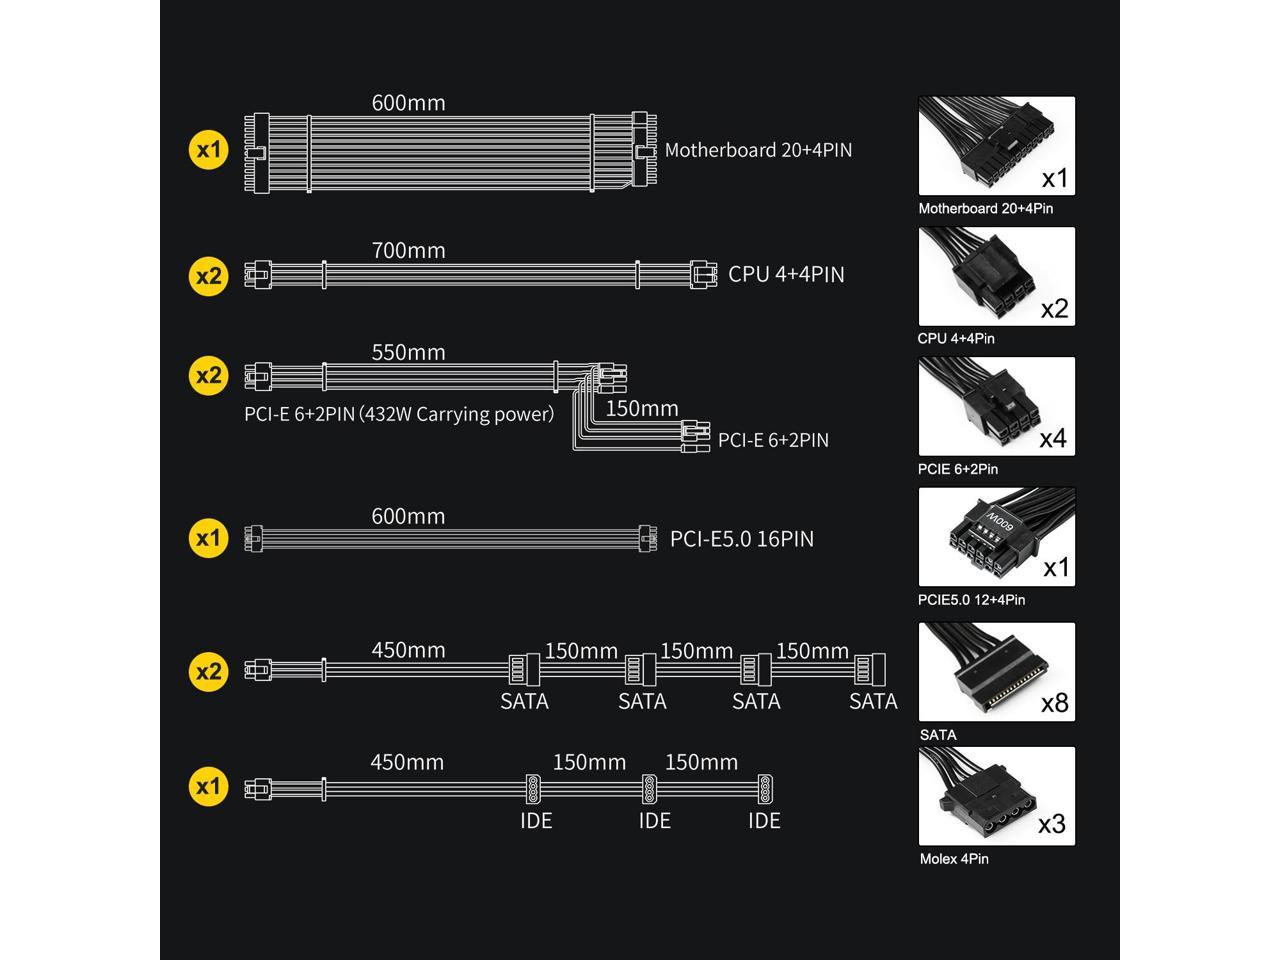 600mm
x1
Motherboard 20+4PIN
x1
Motherboard 20+4Pin
700mm
x2
CPU 4+4PIN
x2
CPU 4+4Pin
550mm
x2
PCI-E 6+2PIN (432W Carrying power)
150mm
PCI-E 6+2PIN
x4
PCIE 6+2Pin
600mm
x1
PCI-E5.0 16PIN
600W
x1
PCIE5.0 12+4Pin
450mm 150mm 150mm 150mm
x2
SATA SATA SATA SATA
x8
SATA
450mm 150mm 150mm
x1
IDE IDE IDE
x3
Molex 4Pin